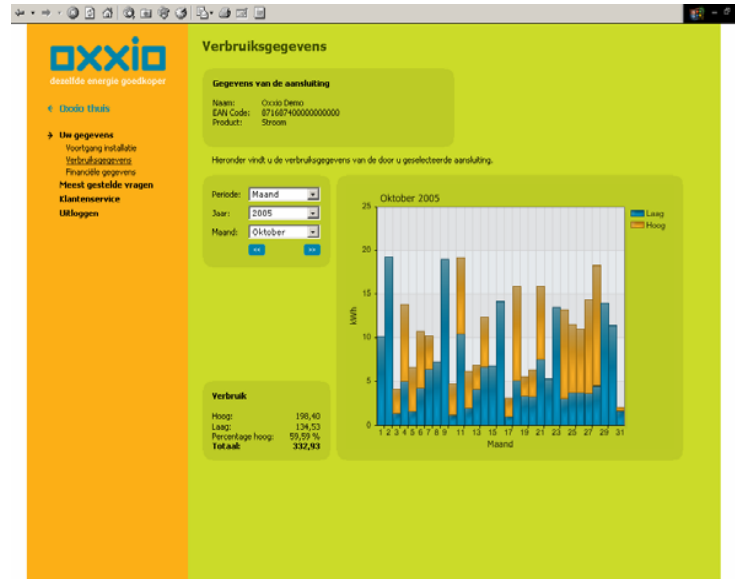 oxxio
deselfde energie goedkoper
Oxxio thuis
Uw gegevens
Voortgang installatie
Verbruiksgegevens
Financiële gegevens
Meest gestelde vragen
Klantenservice
Uitloggen
Verbruiksgegevens
Gegevens van de aansluiting
Naam: Oxxio Demo
EAN Code: 871687400000000000
Product: Stroom
Hieronder vindt u de verbruiksgegevens van de door u geselecteerde aansluiting.
Periode: Maand
Jaar: 2005
Maand: Oktober
<< >>
Verbruik
Hoog: 198,40
Laag: 134,53
Percentage hoog: 59,59 %
Totaal: 332,93
Oktober 2005
Laag
Hoog
25
20
15
10
5
0
kWh
1 2 3 4 5 6 7 8 9 11 13 15 17 19 21 23 25 27 29 31
Maand